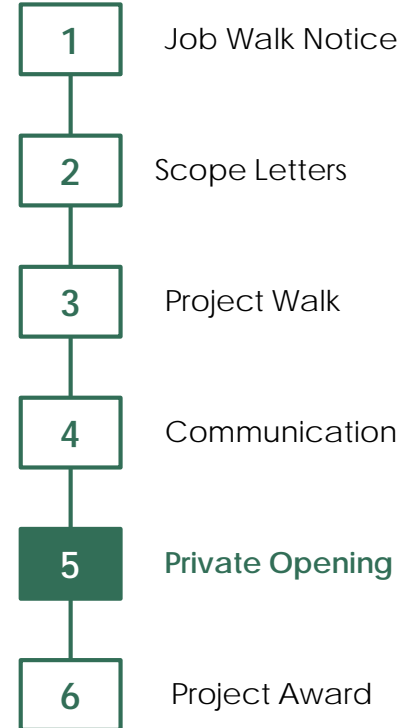 1 Job Walk Notice
2 Scope Letters
3 Project Walk
4 Communication
5 Private Opening
6 Project Award